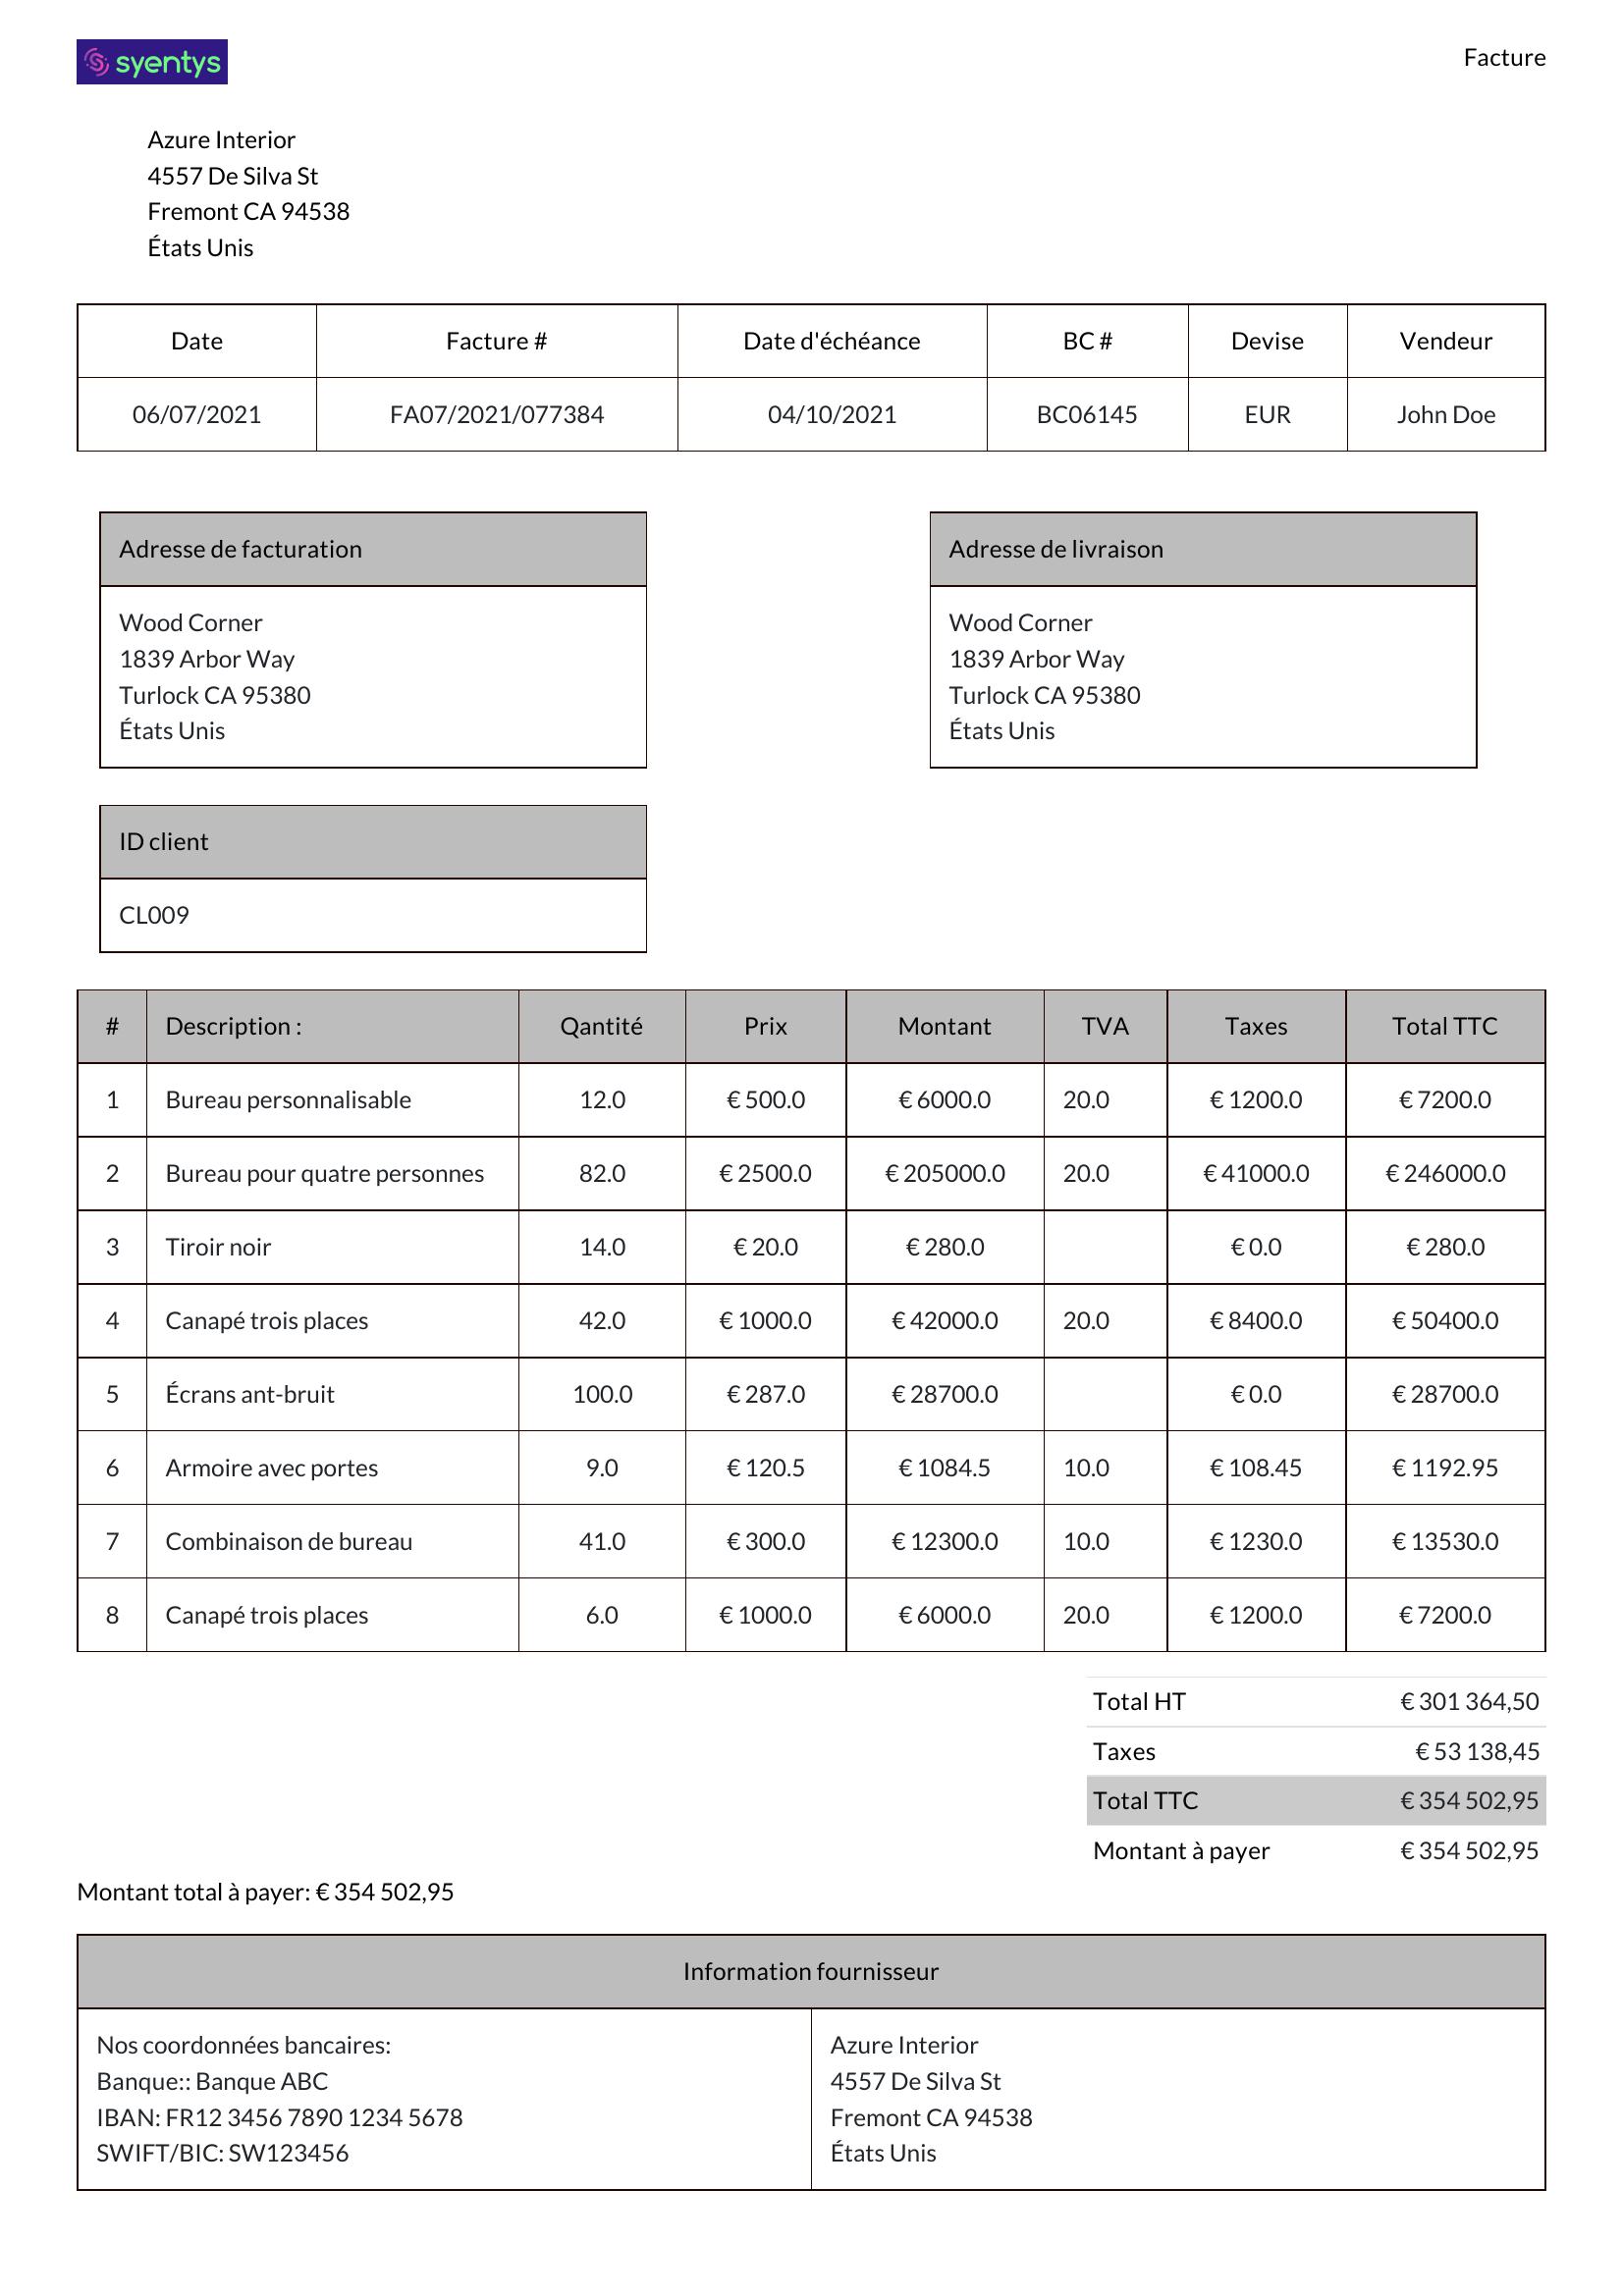 syentys
Facture
Azure Interior
4557 De Silva St
Fremont CA 94538
États Unis
Date Facture # Date d'échéance BC # Devise Vendeur
06/07/2021 FA07/2021/077384 04/10/2021 BC06145 EUR John Doe
Adresse de facturation
Wood Corner
1839 Arbor Way
Turlock CA 95380
États Unis
Adresse de livraison
Wood Corner
1839 Arbor Way
Turlock CA 95380
États Unis
ID client
CL009
# Description : Qantité Prix Montant TVA Taxes Total TTC
1 Bureau personnalisable 12.0 € 500.0 € 6000.0 20.0 € 1200.0 € 7200.0
2 Bureau pour quatre personnes 82.0 € 2500.0 € 205000.0 20.0 € 41000.0 € 246000.0
3 Tiroir noir 14.0 € 20.0 € 280.0 € 0.0 € 280.0
4 Canapé trois places 42.0 € 1000.0 € 42000.0 20.0 € 8400.0 € 50400.0
5 Écrans ant-bruit 100.0 € 287.0 € 28700.0 € 0.0 € 28700.0
6 Armoire avec portes 9.0 € 120.5 € 1084.5 10.0 € 108.45 € 1192.95
7 Combinaison de bureau 41.0 € 300.0 € 12300.0 10.0 € 1230.0 € 13530.0
8 Canapé trois places 6.0 € 1000.0 € 6000.0 20.0 € 1200.0 € 7200.0
Total HT € 301 364,50
Taxes € 53 138,45
Total TTC € 354 502,95
Montant à payer € 354 502,95
Montant total à payer: € 354 502,95
Information fournisseur
Nos coordonnées bancaires:
Banque:: Banque ABC
IBAN: FR12 3456 7890 1234 5678
SWIFT/BIC: SW123456
Azure Interior
4557 De Silva St
Fremont CA 94538
États Unis